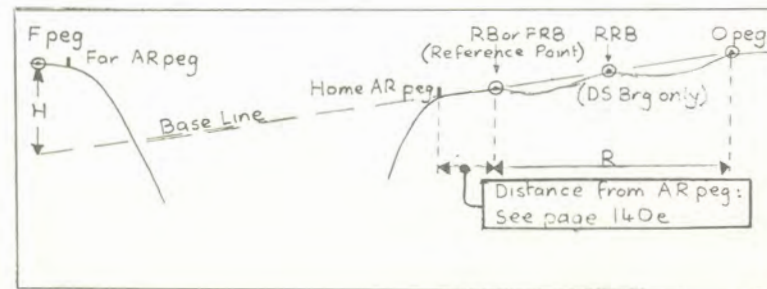 F peg
Far AR peg
H
Base Line
Home AR peg
RB or FRB
(Reference Point)
RRB
(DS Brg only)
O peg
R
Distance from AR peg:
See page 140e